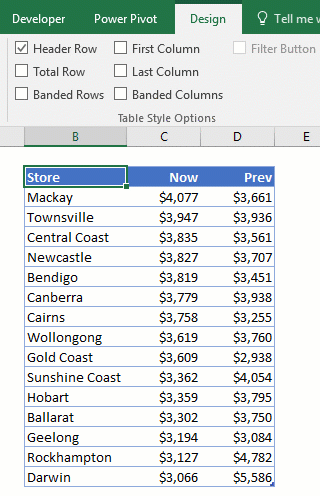 Developer Power Pivot Design Tell me
Header Row First Column Filter Button
Total Row Last Column
Banded Rows Banded Columns
Table Style Options
B C D E
Store Now Prev
Mackay $4,077 $3,661
Townsville $3,947 $3,936
Central Coast $3,835 $3,561
Newcastle $3,827 $3,707
Bendigo $3,819 $3,451
Canberra $3,779 $3,938
Cairns $3,758 $3,255
Wollongong $3,619 $3,760
Gold Coast $3,609 $2,938
Sunshine Coast $3,362 $4,054
Hobart $3,359 $3,795
Ballarat $3,302 $3,750
Geelong $3,194 $3,084
Rockhampton $3,127 $4,782
Darwin $3,066 $5,586